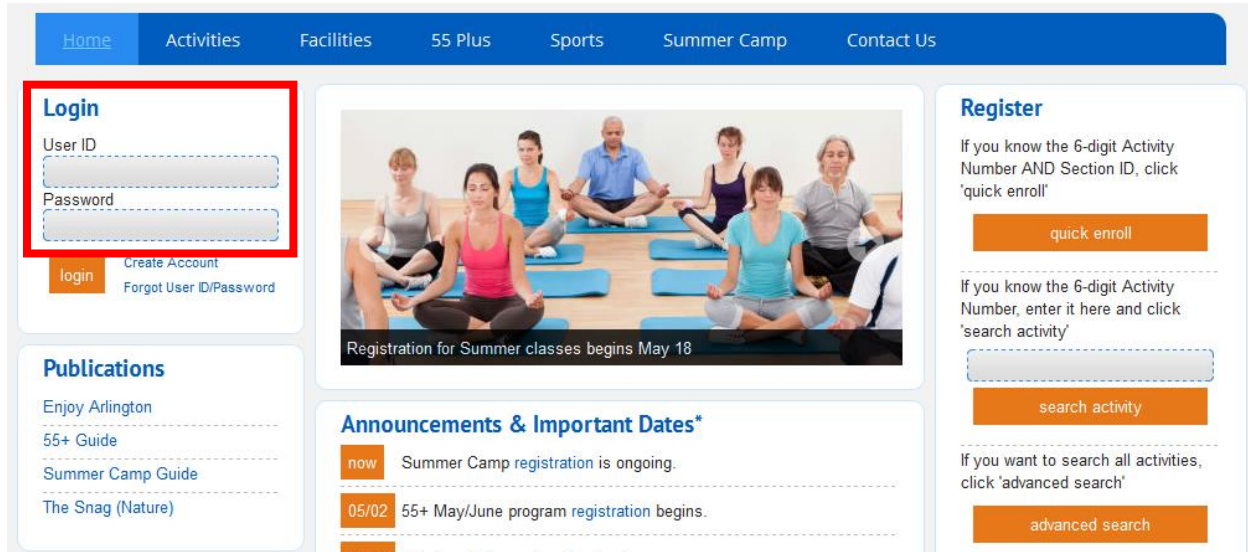 Home Activities Facilities 55 Plus Sports Summer Camp Contact Us
Login
User ID
Password
login
Create Account
Forgot User ID/Password
Publications
Enjoy Arlington
55+ Guide
Summer Camp Guide
The Snag (Nature)
Registration for Summer classes begins May 18
Announcements & Important Dates*
now Summer Camp registration is ongoing.
05/02 55+ May/June program registration begins.
Register
If you know the 6-digit Activity
Number AND Section ID, click
'quick enroll'
quick enroll
If you know the 6-digit Activity
Number, enter it here and click
'search activity'
search activity
If you want to search all activities,
click 'advanced search'
advanced search